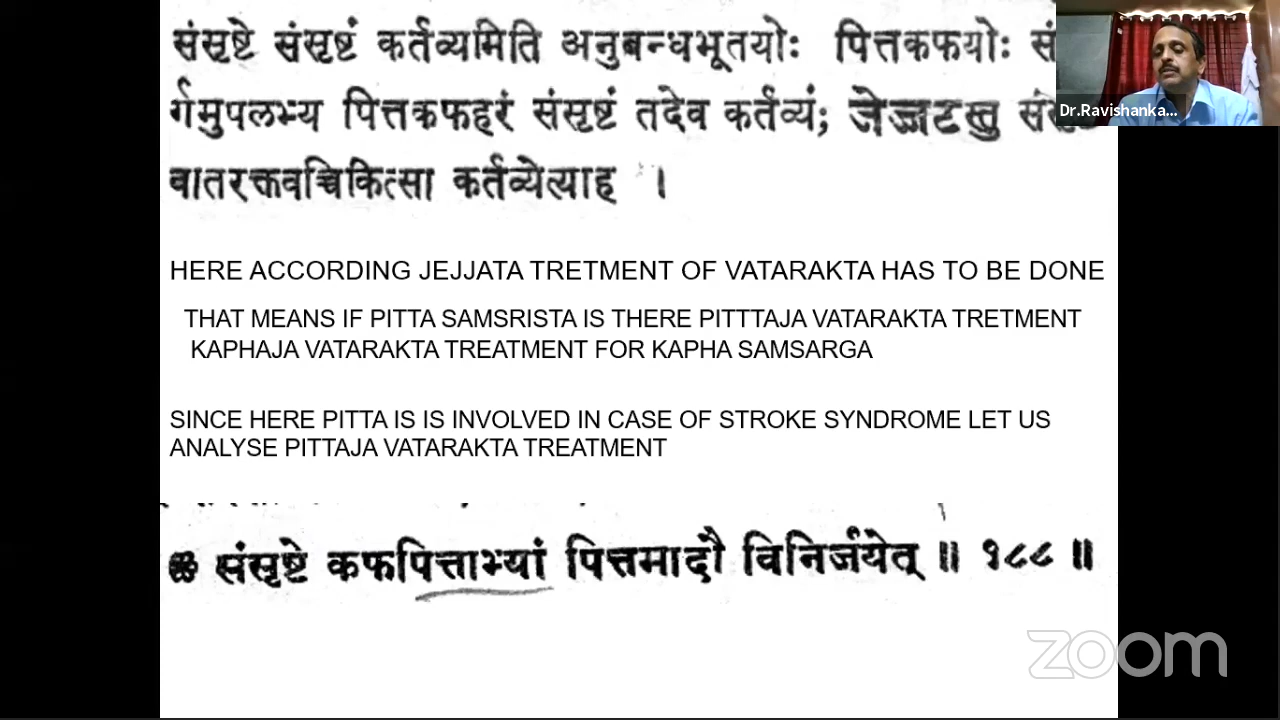 संसृष्टे संसृष्टं कर्तव्यमिति अनुबन्धभूतयोः पित्तकफयोः
र्गमुपलभ्य पित्तकफहरं संसृष्टं तदेव कर्तव्यं; जेज्जटस्तु
वातरक्तवच्चिकित्सा कर्तव्येत्याह ।
Dr.Ravishanka...
HERE ACCORDING JEJJATA TRETMENT OF VATARAKTA HAS TO BE DONE
THAT MEANS IF PITTA SAMSRISTA IS THERE PITTTAJA VATARAKTA TRETMENT
KAPHAJA VATARAKTA TREATMENT FOR KAPHA SAMSARGA
SINCE HERE PITTA IS IS INVOLVED IN CASE OF STROKE SYNDROME LET US
ANALYSE PITTAJA VATARAKTA TREATMENT
संसृष्टे कफपित्ताभ्यां पित्तमादौ विनिर्जयेत् ॥ १८८ ॥
zoom